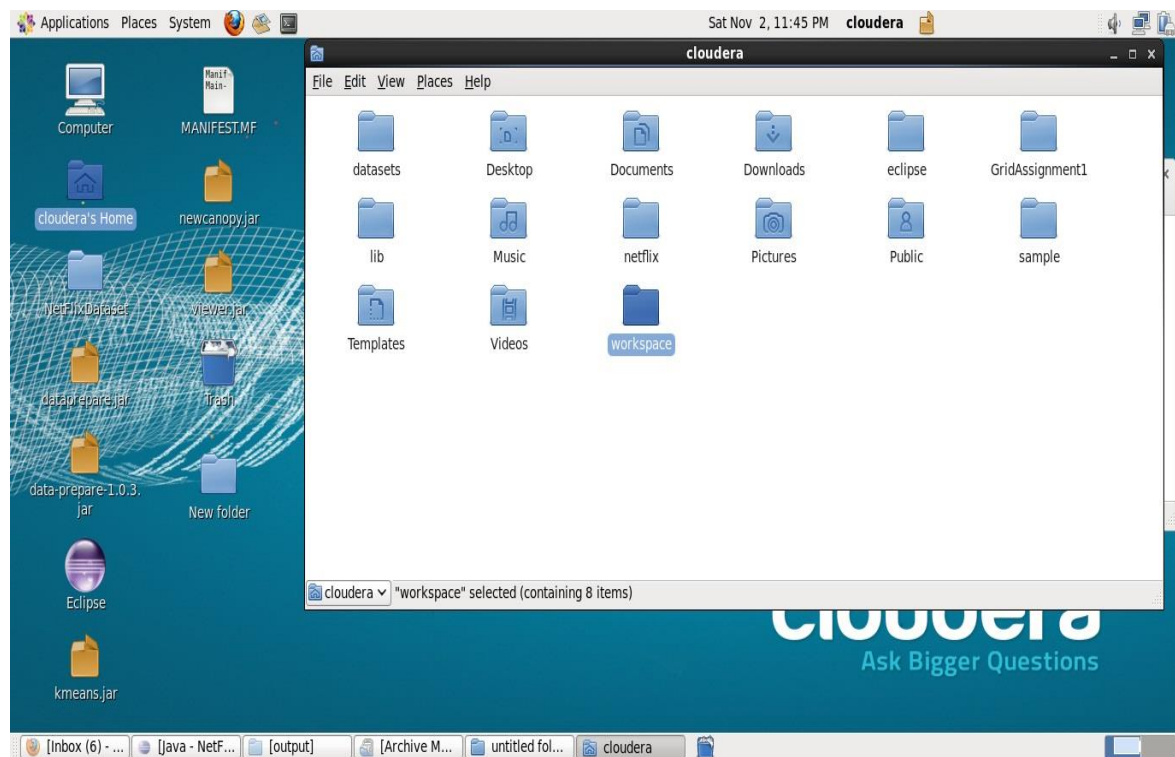 Applications Places System Sat Nov 2, 11:45 PM cloudera
cloudera
File Edit View Places Help
Computer
Manif
Main-
MANIFEST.MF
cloudera's Home
newcanopy.jar
NetFlixDataset
viewer.jar
dataprepare.jar
Trash
data-prepare-1.0.3.
jar
New folder
Eclipse
kmeans.jar
datasets Desktop Documents Downloads eclipse GridAssignment1
lib Music netflix Pictures Public sample
Templates Videos workspace
cloudera "workspace" selected (containing 8 items)
cloudera
Ask Bigger Questions
[Inbox (6) - ... [Java - NetF... [output] [Archive M... untitled fol... cloudera